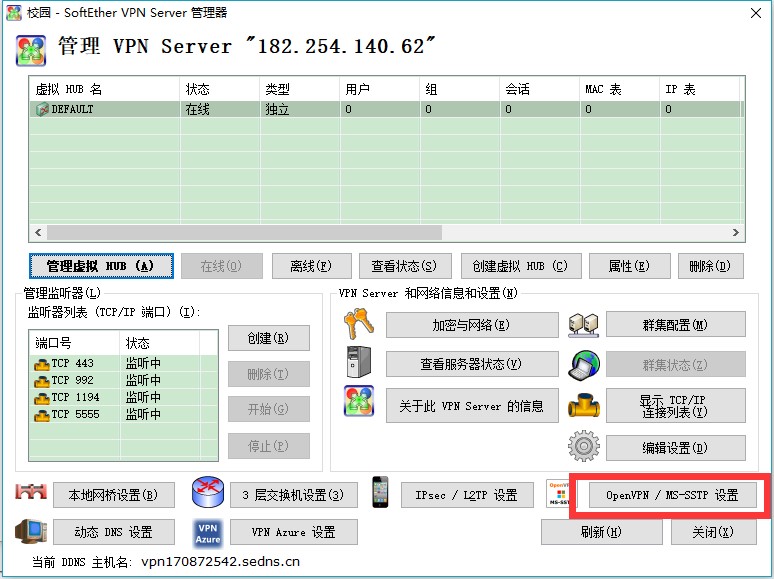 校园 - SoftEther VPN Server 管理器
管理 VPN Server "182.254.140.62"
虚拟 HUB 名 状态 类型 用户 组 会话 MAC 表 IP 表
DEFAULT 在线 独立 0 0 0 0 0
管理虚拟 HUB (A) 在线(O) 离线(F) 查看状态(S) 创建虚拟 HUB (C) 属性(E) 删除(D)
管理监听器(L)
监听器列表 (TCP/IP 端口) (I):
端口号 状态
TCP 443 监听中
TCP 992 监听中
TCP 1194 监听中
TCP 5555 监听中
创建(R)
删除(T)
开始(G)
停止(P)
VPN Server 和网络信息和设置(N)
加密与网络(E) 群集配置(M)
查看服务器状态(V) 群集状态(Z)
关于此 VPN Server 的信息 显示 TCP/IP
连接列表(Y)
编辑设置(D)
本地网桥设置(B) 3 层交换机设置(3) IPsec / L2TP 设置 OpenVPN MS-SST OpenVPN / MS-SSTP 设置
动态 DNS 设置 VPN Azure VPN Azure 设置 刷新(H) 关闭(X)
当前 DDNS 主机名: vpn170872542.sedns.cn